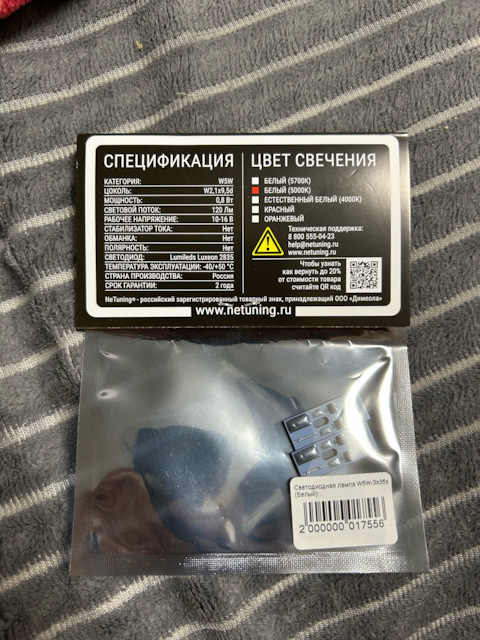 СПЕЦИФИКАЦИЯ
КАТЕГОРИЯ: W5W
ЦОКОЛЬ: W2,1x9,5d
МОЩНОСТЬ: 0,8 Вт
СВЕТОВОЙ ПОТОК: 120 Лм
РАБОЧЕЕ НАПРЯЖЕНИЕ: 10-16 В
СТАБИЛИЗАТОР ТОКА: Нет
ОБМАНКА: Нет
ПОЛЯРНОСТЬ: Нет
СВЕТОДИОД: Lumileds Luxeon 2835
ТЕМПЕРАТУРА ЭКСПЛУАТАЦИИ: -40/+50 °C
СТРАНА ПРОИЗВОДСТВА: Россия
СРОК ГАРАНТИИ: 2 года
ЦВЕТ СВЕЧЕНИЯ
БЕЛЫЙ (5700К)
БЕЛЫЙ (5000К)
ЕСТЕСТВЕННЫЙ БЕЛЫЙ (4000К)
КРАСНЫЙ
ОРАНЖЕВЫЙ
Техническая поддержка:
8 800 555-04-23
help@netuning.ru
www.netuning.ru
Чтобы узнать
как вернуть до 20%
от стоимости товара
считайте QR код
NeTuning® - российский зарегистрированный товарный знак, принадлежащий ООО «Димеола»
www.netuning.ru
Светодиодная лампа W5W-3s35s
(Белый)
2 000000 017556